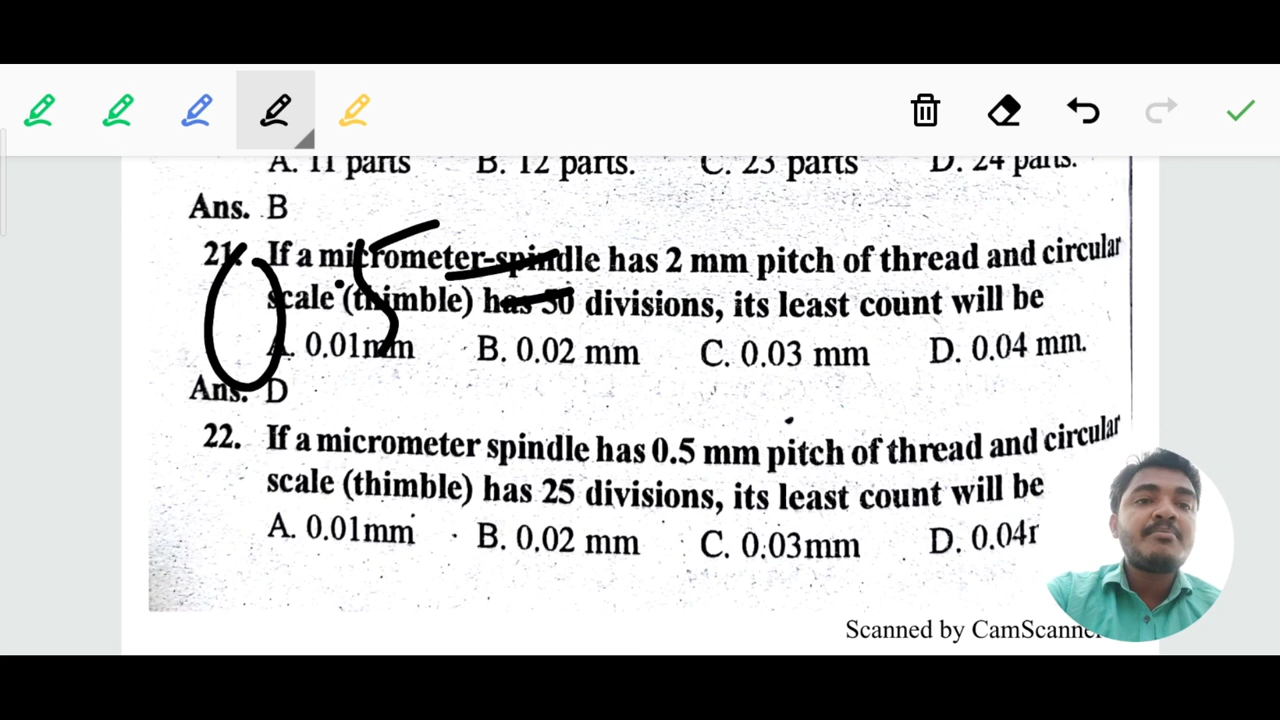 A. 11 parts B. 12 parts. C. 23 parts D. 24 parts.
Ans. B
21. If a micrometer-spindle has 2 mm pitch of thread and circular
scale (thimble) has 50 divisions, its least count will be
A. 0.01mm B. 0.02 mm C. 0.03 mm D. 0.04 mm.
Ans. D
0.5
22. If a micrometer spindle has 0.5 mm pitch of thread and circular
scale (thimble) has 25 divisions, its least count will be
A. 0.01mm B. 0.02 mm C. 0.03mm D. 0.04
Scanned by CamScanner